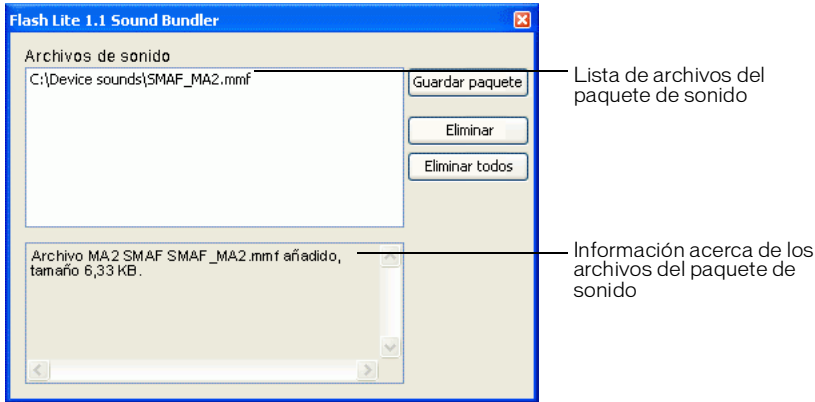 Flash Lite 1.1 Sound Bundler
Archivos de sonido
C:\Device sounds\SMAF_MA2.mmf
Guardar paquete
Eliminar
Eliminar todos
Lista de archivos del
paquete de sonido
Archivo MA2 SMAF SMAF_MA2.mmf añadido,
tamaño 6,33 KB.
Información acerca de los
archivos del paquete de
sonido